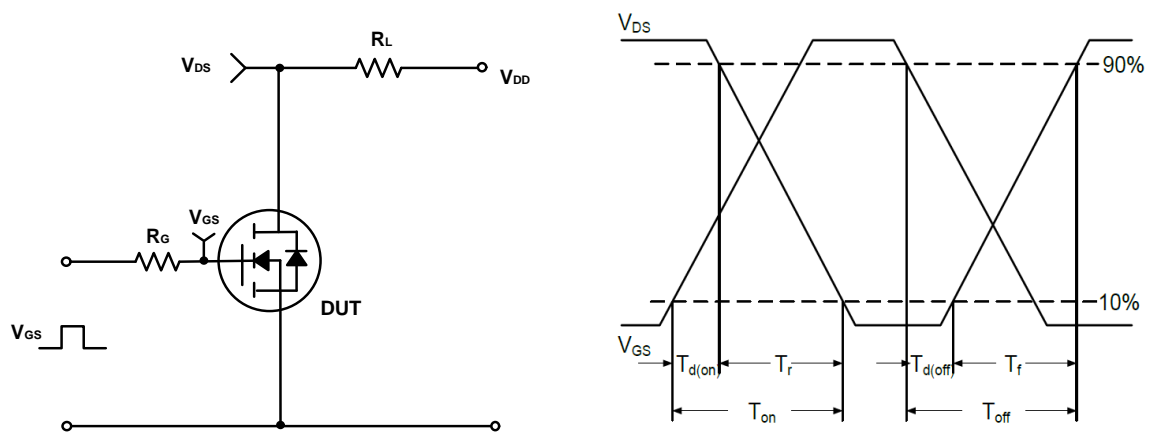 RL
VDS
VDD
VGS
RG
DUT
VGS
VDS
90%
10%
VGS
Td(on)
Tr
Td(off)
Tf
Ton
Toff